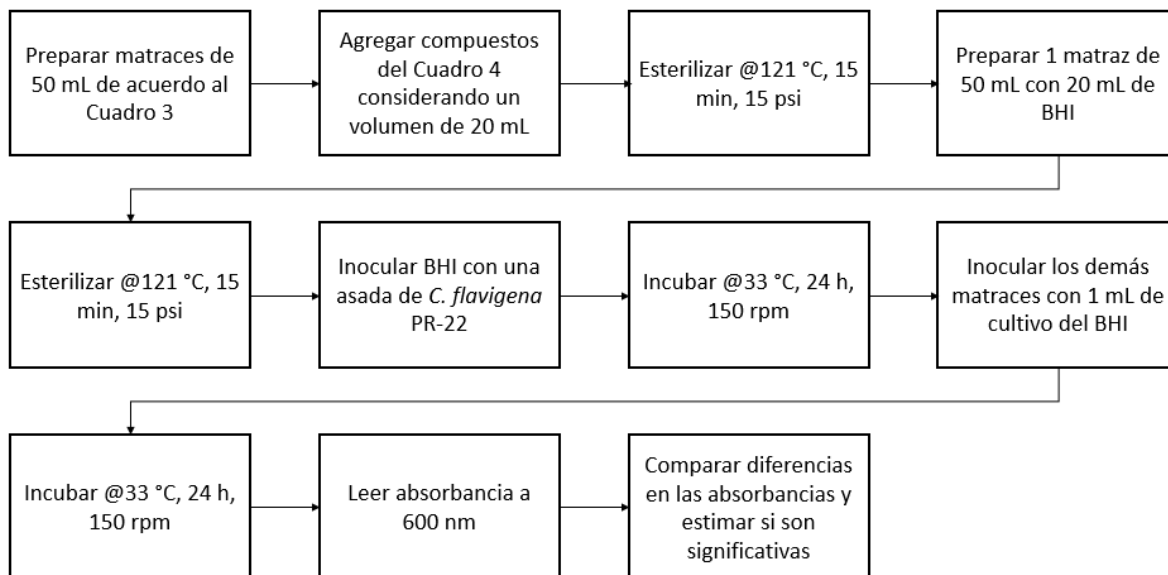 Preparar matraces de
50 mL de acuerdo al
Cuadro 3
Agregar compuestos
del Cuadro 4
considerando un
volumen de 20 mL
Esterilizar @121 °C, 15
min, 15 psi
Preparar 1 matraz de
50 mL con 20 mL de
BHI
Esterilizar @121 °C, 15
min, 15 psi
Inocular BHI con una
asada de C. flavigena
PR-22
Incubar @33 °C, 24 h,
150 rpm
Inocular los demás
matraces con 1 mL de
cultivo del BHI
Incubar @33 °C, 24 h,
150 rpm
Leer absorbancia a
600 nm
Comparar diferencias
en las absorbancias y
estimar si son
significativas